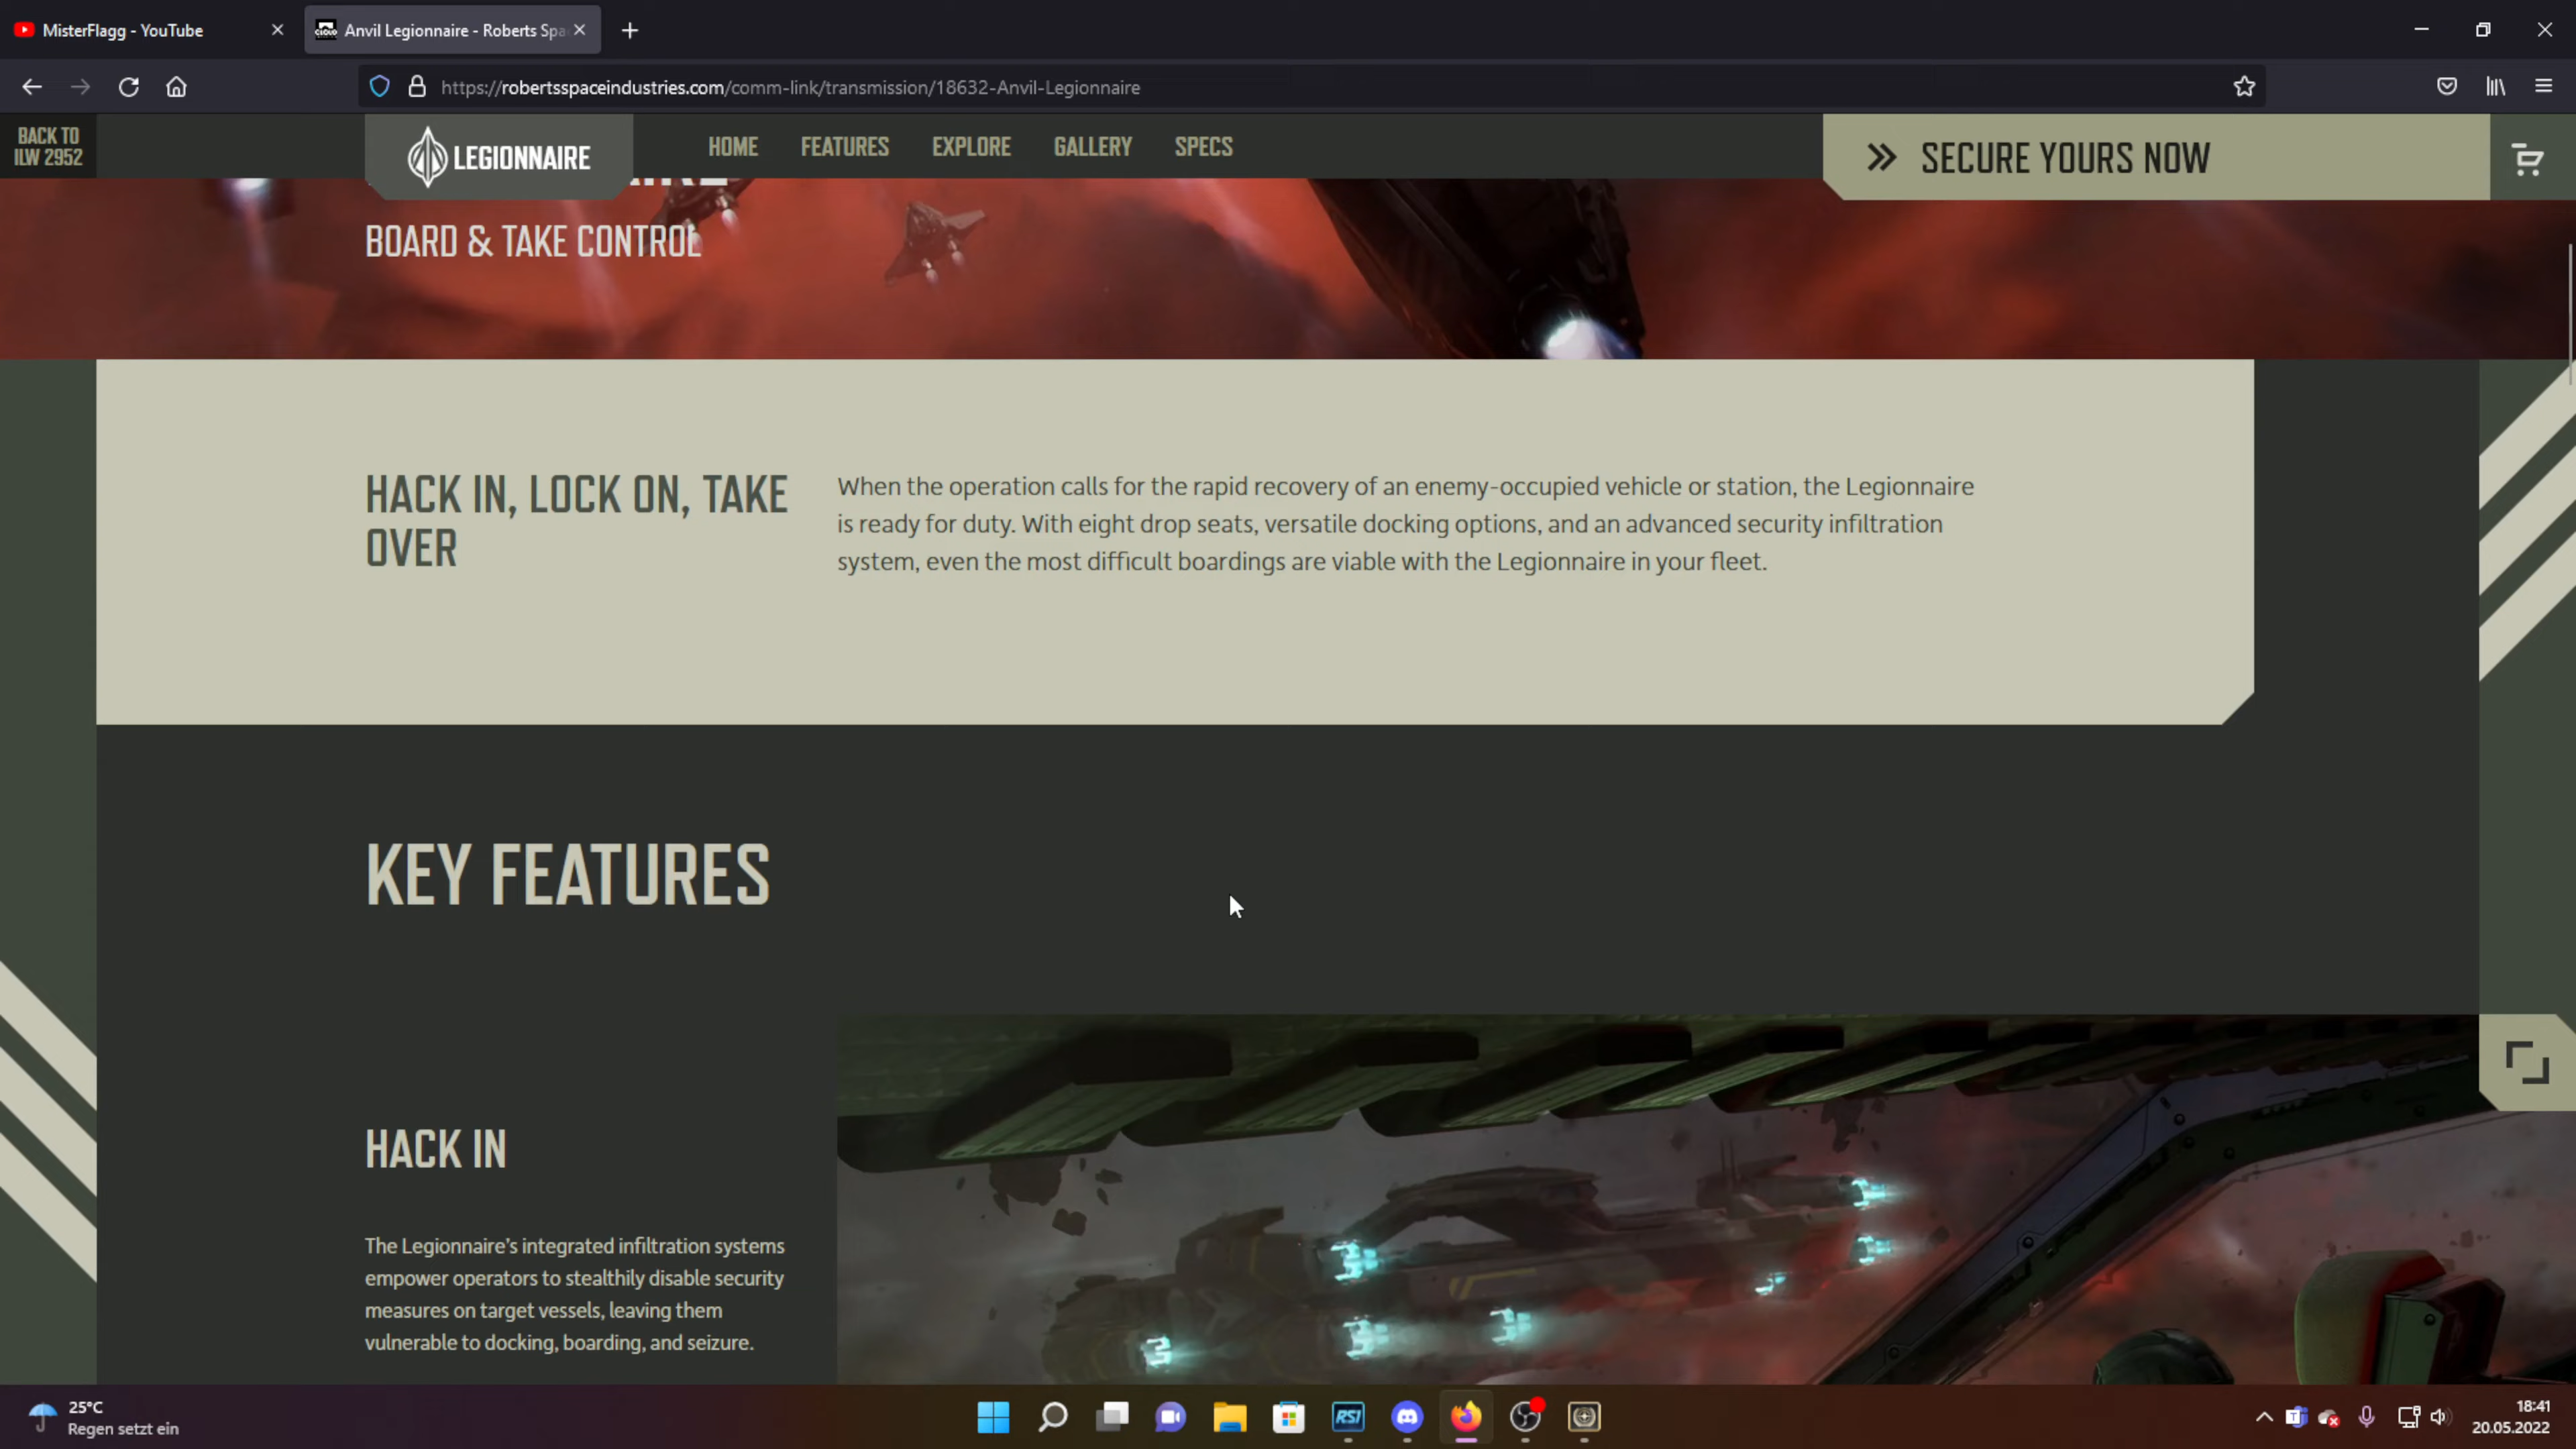 MisterFlagg - YouTube
Anvil Legionnaire - Roberts Spa
https://robertsspaceindustries.com/comm-link/transmission/18632-Anvil-Legionnaire
BACK TO
ILW 2952
LEGIONNAIRE
HOME
FEATURES
EXPLORE
GALLERY
SPECS
SECURE YOURS NOW
BOARD & TAKE CONTROL
HACK IN, LOCK ON, TAKE
OVER
When the operation calls for the rapid recovery of an enemy-occupied vehicle or station, the Legionnaire
is ready for duty. With eight drop seats, versatile docking options, and an advanced security infiltration
system, even the most difficult boardings are viable with the Legionnaire in your fleet.
KEY FEATURES
HACK IN
The Legionnaire’s integrated infiltration systems
empower operators to stealthily disable security
measures on target vessels, leaving them
vulnerable to docking, boarding, and seizure.
25°C
Regen setzt ein
RSI
18:41
20.05.2022